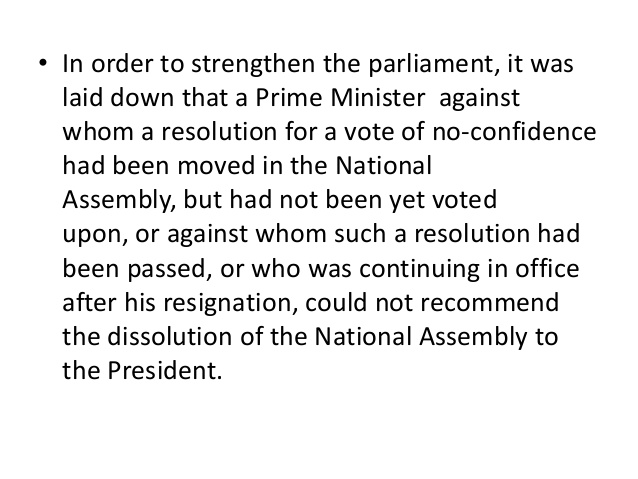 • In order to strengthen the parliament, it was
laid down that a Prime Minister  against
whom a resolution for a vote of no-confidence
had been moved in the National
Assembly, but had not been yet voted
upon, or against whom such a resolution had
been passed, or who was continuing in office
after his resignation, could not recommend
the dissolution of the National Assembly to
the President.